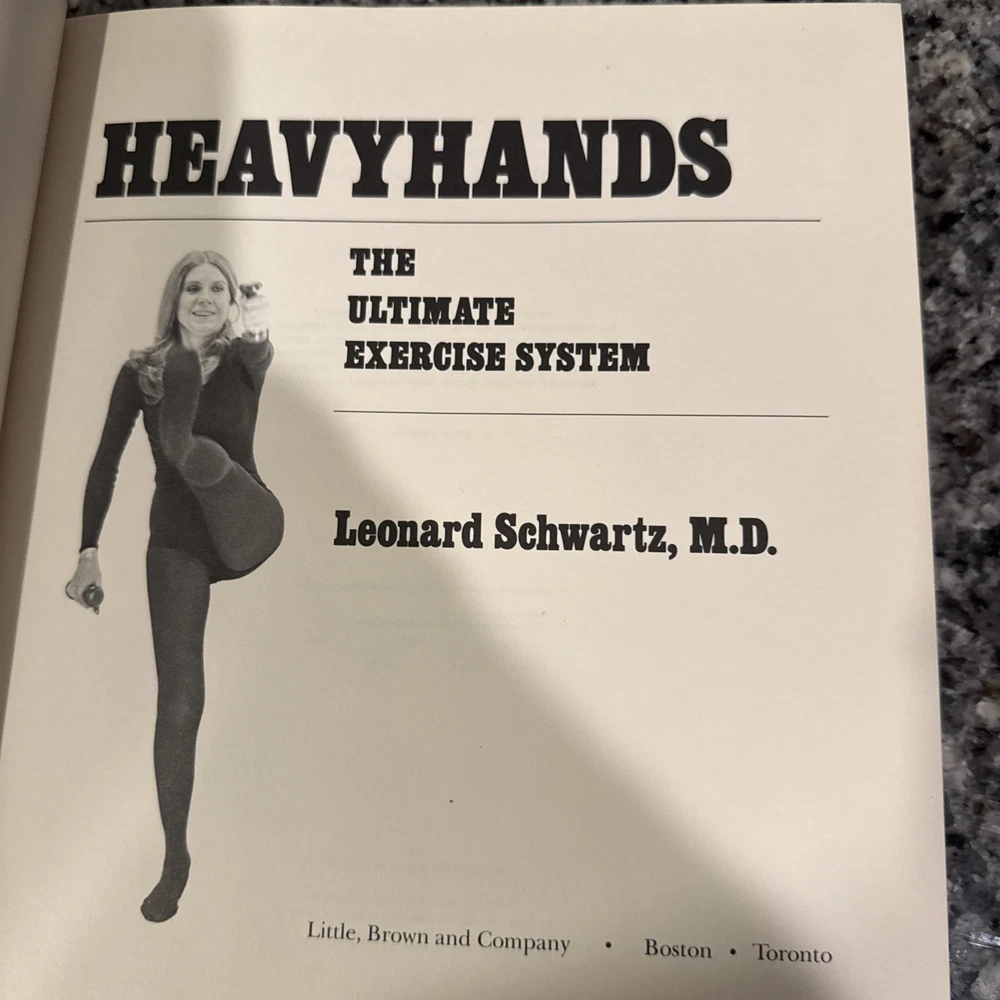 HEAVYHANDS
THE
ULTIMATE
EXERCISE SYSTEM
Leonard Schwartz, M.D.
Little, Brown and Company • Boston • Toronto